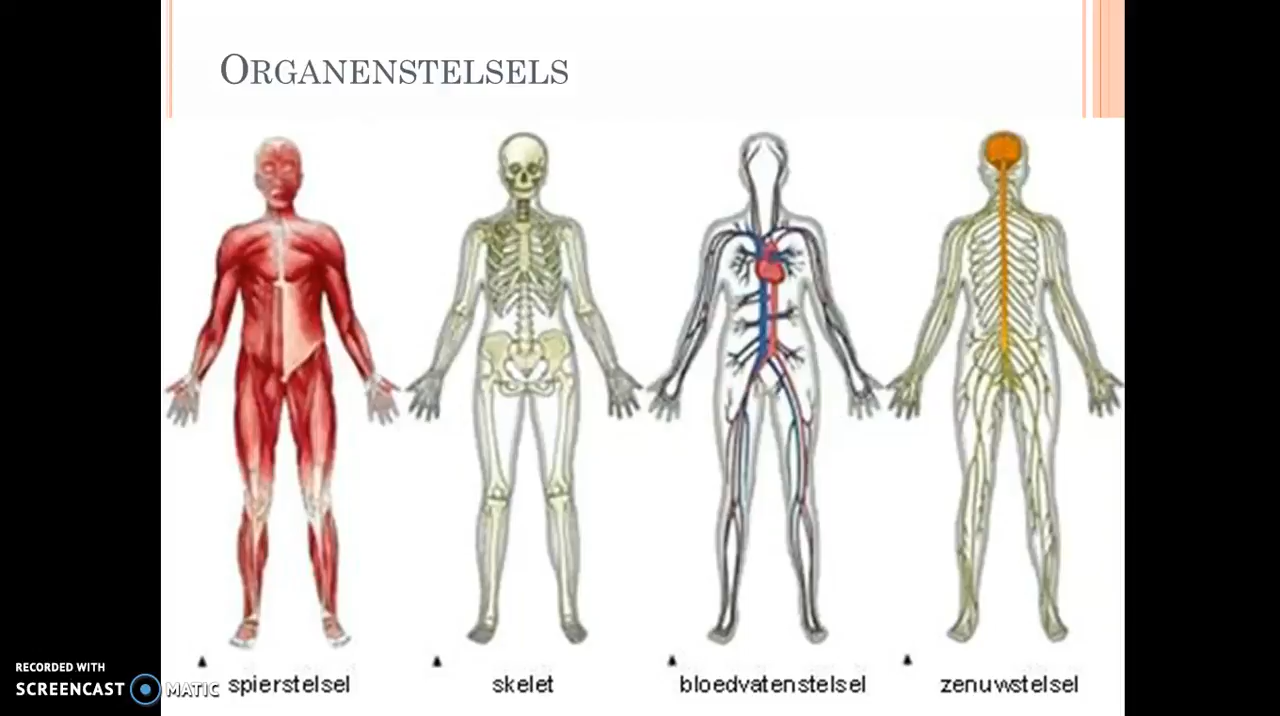 ORGANENSTELSELS
spierstelsel
skelet
bloedvatenstelsel
zenuwstelsel
RECORDED WITH
SCREENCAST MATIC